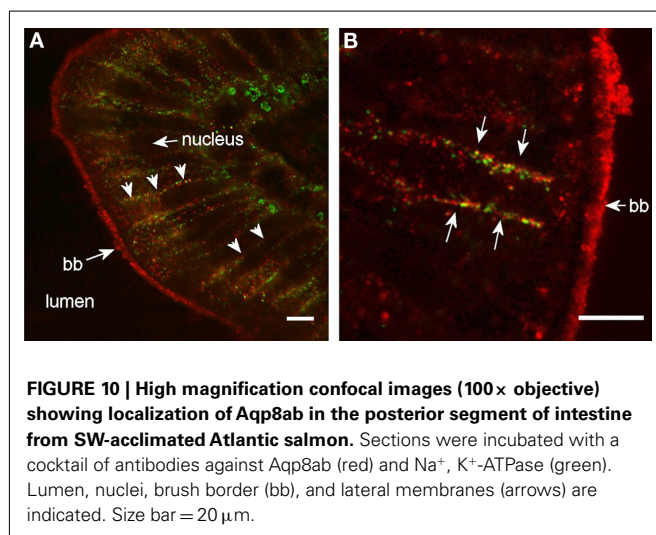 A
B
nucleus
bb
bb
lumen
FIGURE 10 | High magnification confocal images (100× objective)
showing localization of Aqp8ab in the posterior segment of intestine
from SW-acclimated Atlantic salmon. Sections were incubated with a
cocktail of antibodies against Aqp8ab (red) and Na⁺, K⁺-ATPase (green).
Lumen, nuclei, brush border (bb), and lateral membranes (arrows) are
indicated. Size bar = 20 μm.